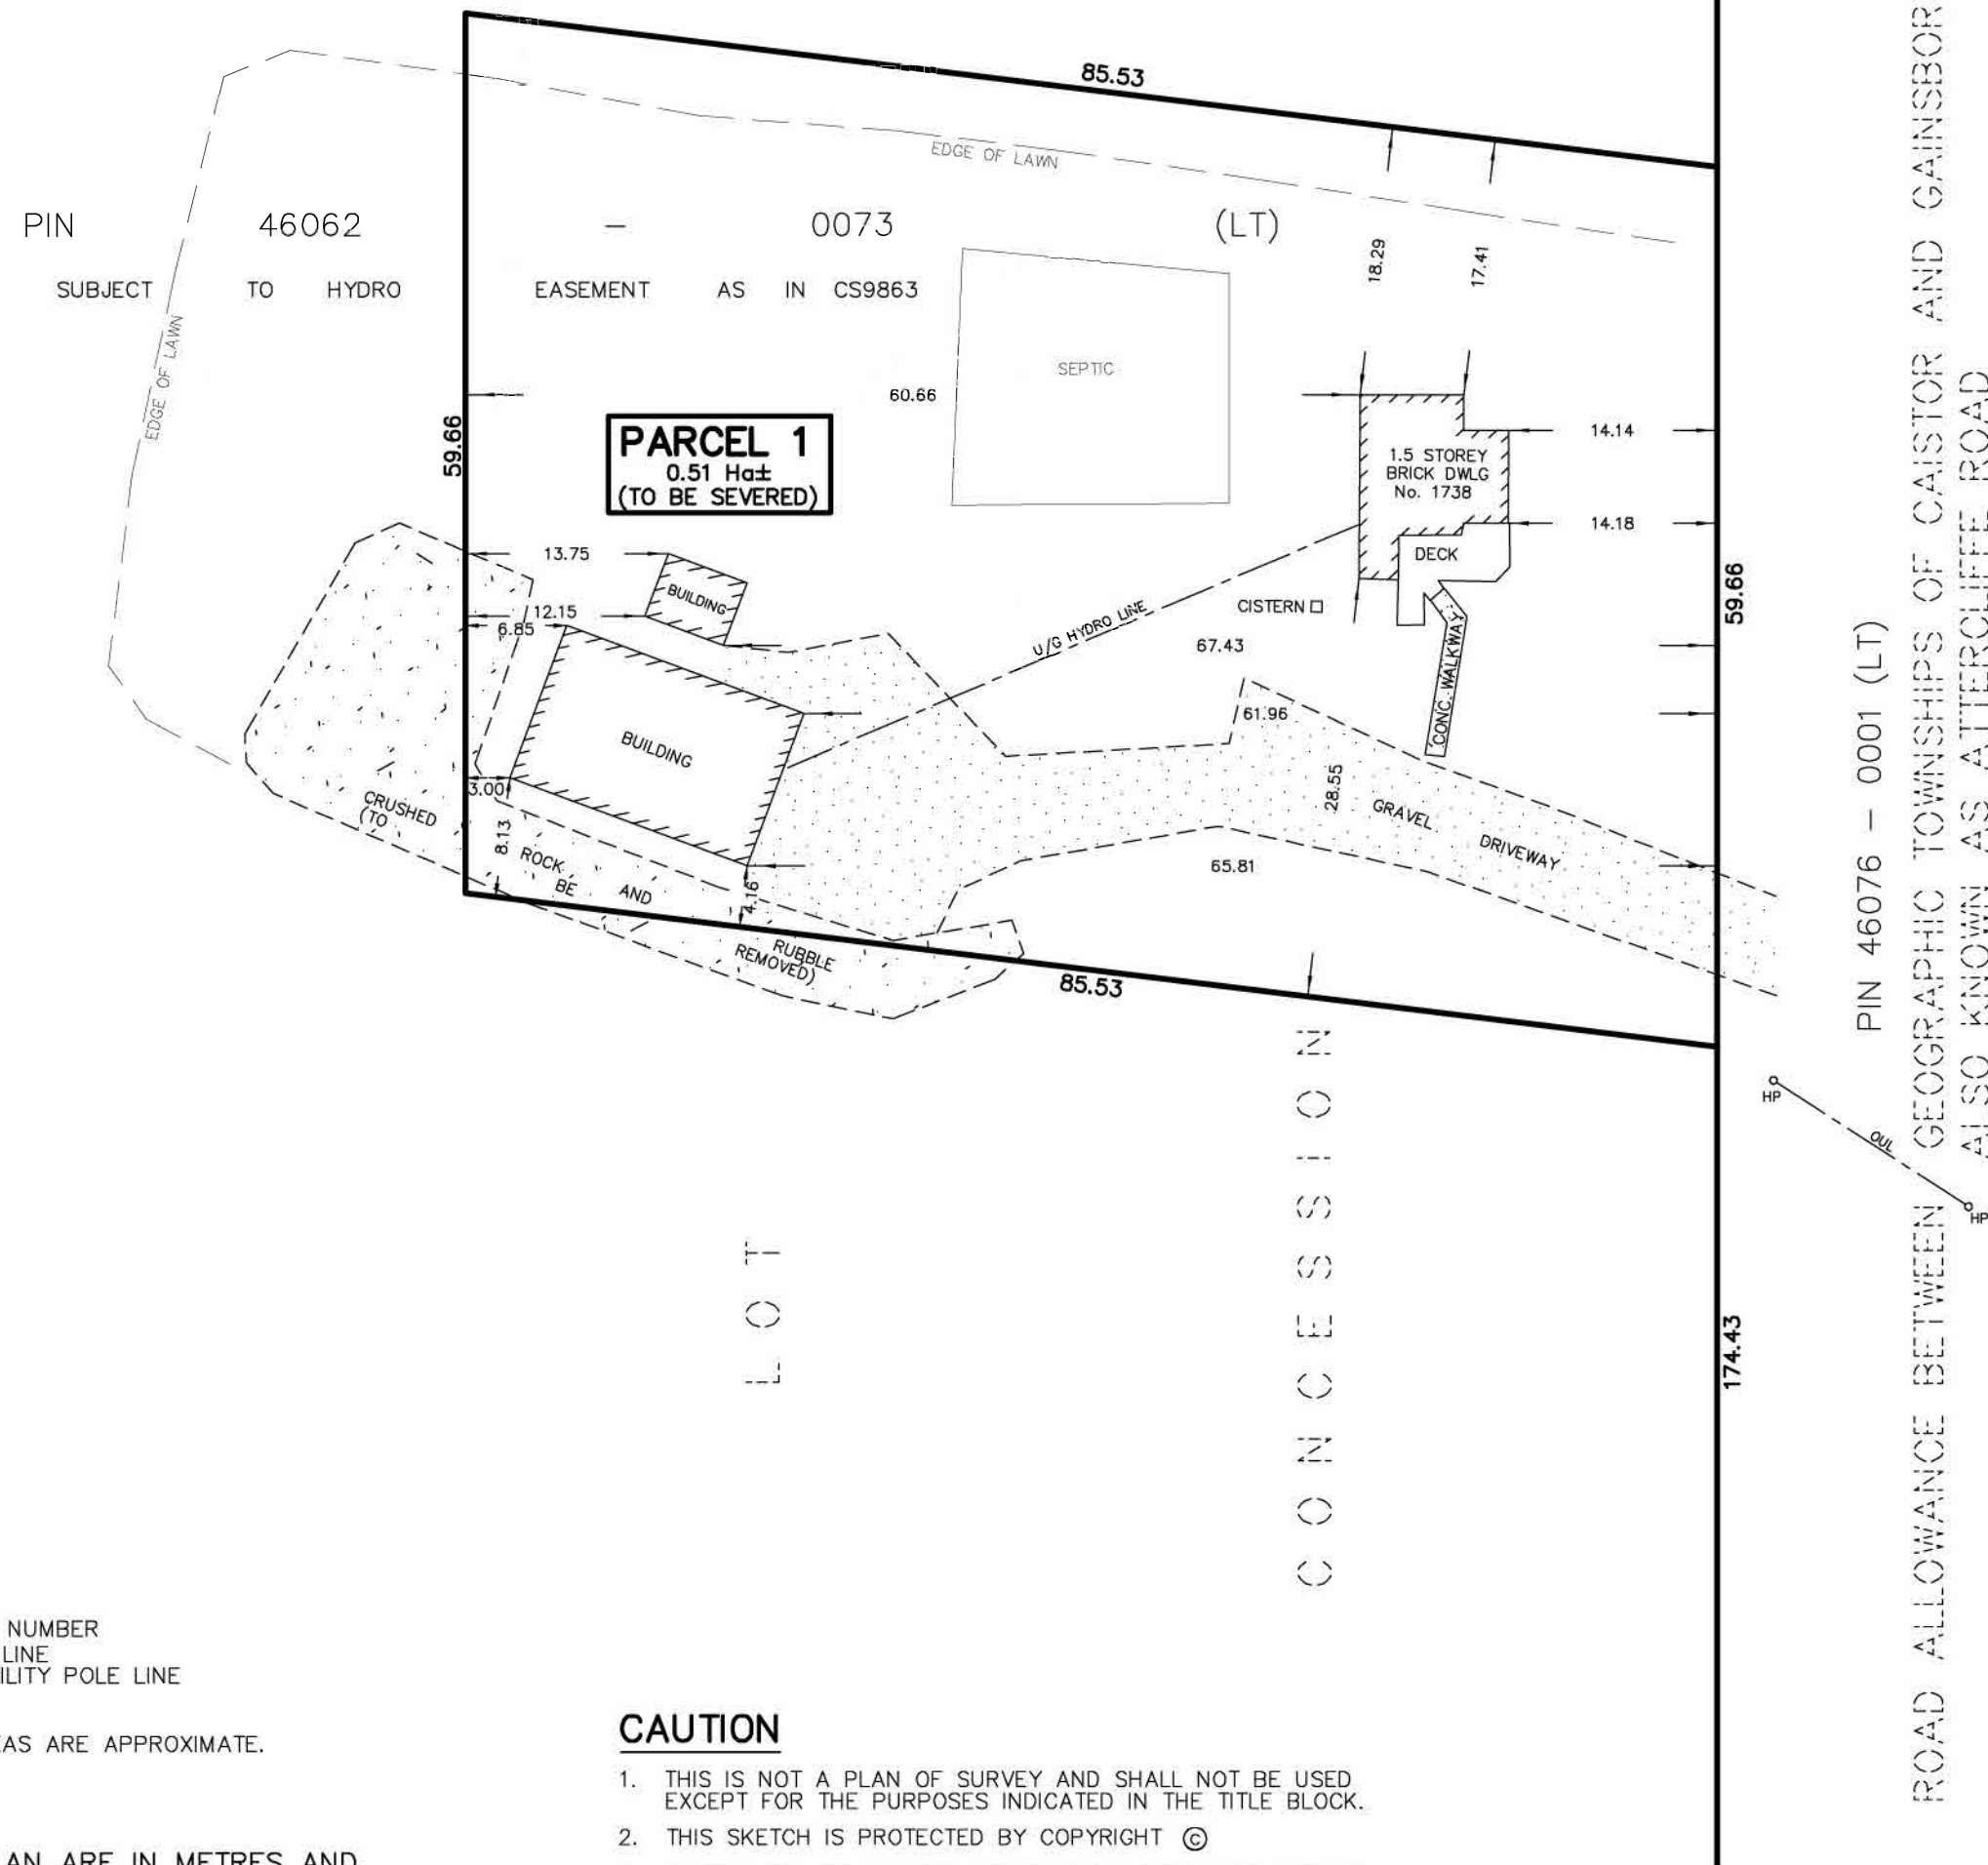 85.53
EDGE OF LAWN
PIN 46062 – 0073 (LT)
SUBJECT TO HYDRO EASEMENT AS IN CS9863
EDGE OF LAWN
18.29
17.41
SEPTIC
60.66
59.66
PARCEL 1
0.51 Ha±
(TO BE SEVERED)
1.5 STOREY
BRICK DWLG
No. 1738
14.14
14.18
DECK
13.75
BUILDING
12.15
6.85
CISTERN
U/G HYDRO LINE
67.43
CONC. WALKWAY
59.66
61.96
BUILDING
3.00
8.13
28.55
GRAVEL DRIVEWAY
65.81
4.16
CRUSHED ROCK AND RUBBLE
(TO BE REMOVED)
85.53
PIN 46076 – 0001 (LT)
ROAD ALLOWANCE BETWEEN GEOGRAPHIC TOWNSHIPS OF CAISTOR AND GAINSBOR
ALSO KNOWN AS ATTERCLIFFE ROAD
HP
OUL
HP
LOT
CONCESSION
174.43
NUMBER
LINE
ILITY POLE LINE
EAS ARE APPROXIMATE.
AN ARE IN METRES AND
CAUTION
1. THIS IS NOT A PLAN OF SURVEY AND SHALL NOT BE USED
EXCEPT FOR THE PURPOSES INDICATED IN THE TITLE BLOCK.
2. THIS SKETCH IS PROTECTED BY COPYRIGHT ©